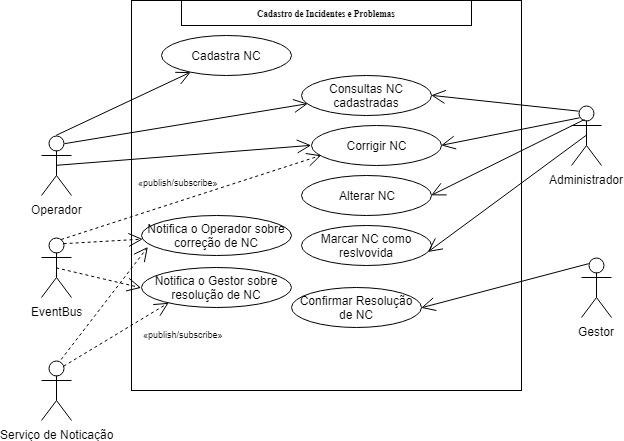 Cadastro de Incidentes e Problemas
Cadastra NC
Consultas NC
cadastradas
Corrigir NC
Administrador
«publish/subscribe»
Alterar NC
Operador
Notifica o Operador sobre
correção de NC
Marcar NC como
reslvovida
Notifica o Gestor sobre
resolução de NC
EventBus
Confirmar Resolução
de NC
Gestor
«publish/subscribe»
Serviço de Noticação